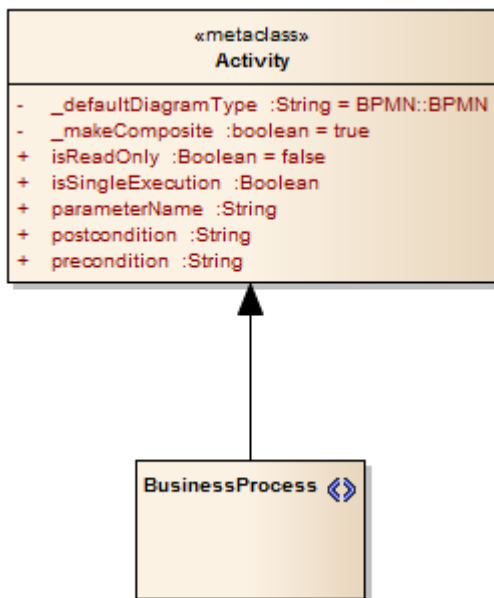 «metaclass»
Activity
- _defaultDiagramType :String = BPMN::BPMN
- _makeComposite :boolean = true
+ isReadOnly :Boolean = false
+ isSingleExecution :Boolean
+ parameterName :String
+ postcondition :String
+ precondition :String
BusinessProcess «»